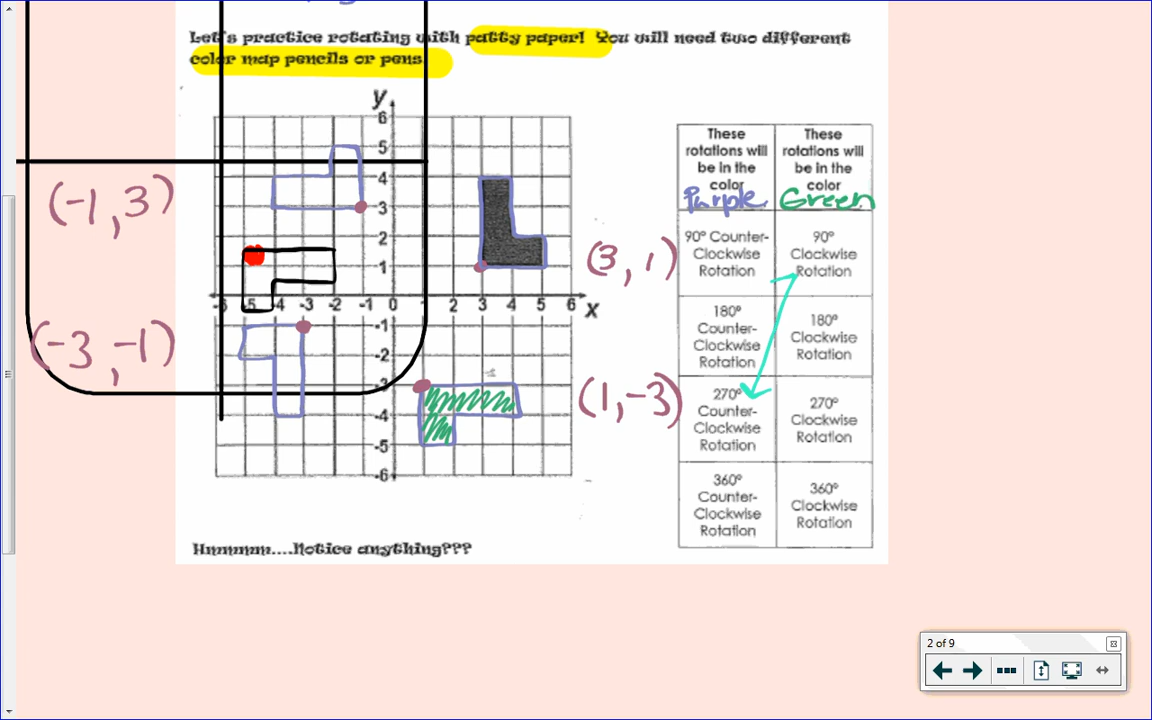 Let's practice rotating with patty paper! You will need two different
color map pencils or pens
y
6
5
4
3
2
1
-5 -4 -3 -2 -1 0 2 3 4 5 6 x
-1
-2
-3
-4
-5
-6
(-1,3)
(-3,-1)
(3,1)
(1,-3)
These
rotations will
be in the
color
Purple
These
rotations will
be in the
color
Green
90° Counter-
Clockwise
Rotation
90°
Clockwise
Rotation
180°
Counter-
Clockwise
Rotation
180°
Clockwise
Rotation
270°
Counter-
Clockwise
Rotation
270°
Clockwise
Rotation
360°
Counter-
Clockwise
Rotation
360°
Clockwise
Rotation
Hmmmm....Notice anything???
2 of 9